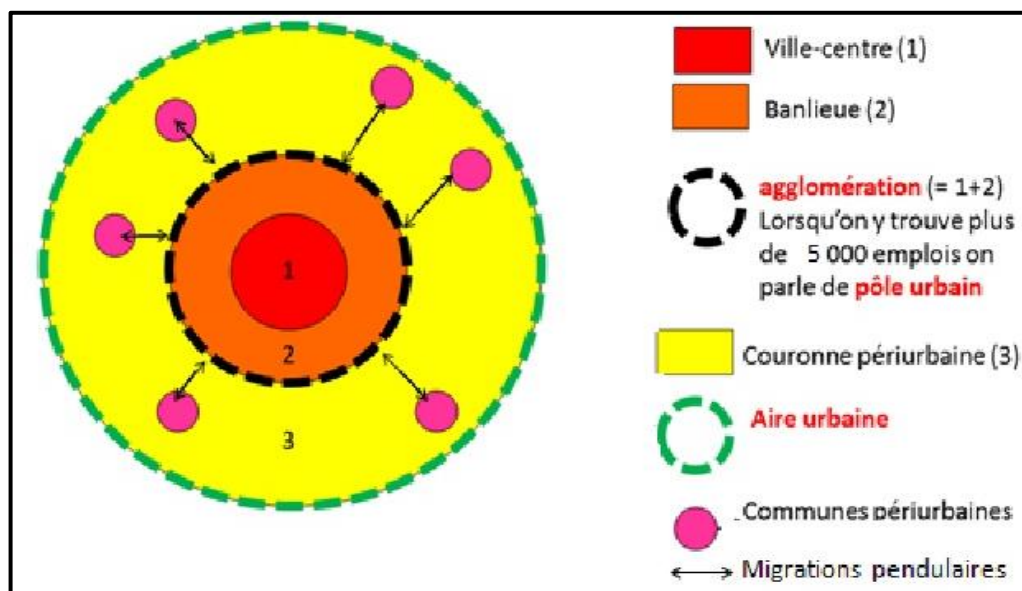 1
2
3
Ville-centre (1)
Banlieue (2)
agglomération (= 1+2)
Lorsqu'on y trouve plus
de 5 000 emplois on
parle de pôle urbain
Couronne périurbaine (3)
Aire urbaine
Communes périurbaines
Migrations pendulaires